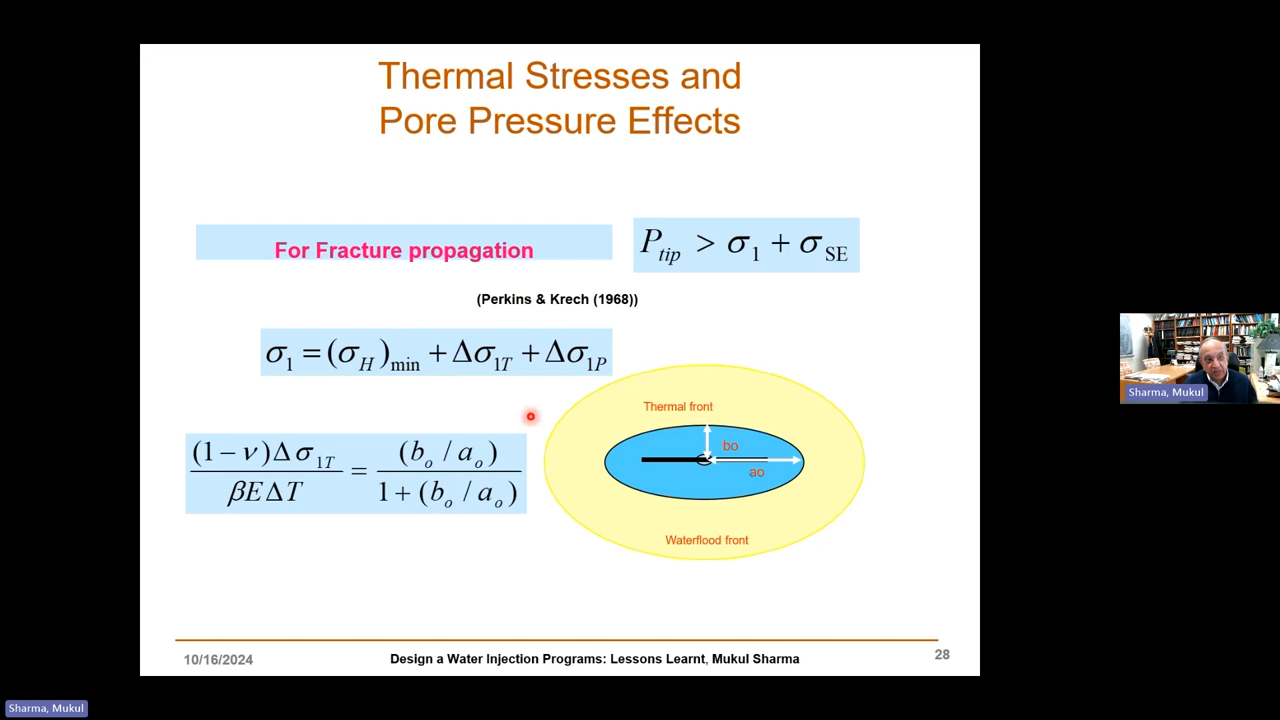 Thermal Stresses and
Pore Pressure Effects
For Fracture propagation
P_tip > σ_1 + σ_SE
(Perkins & Krech (1968))
σ_1 = (σ_H)_min + Δσ_1T + Δσ_1P
(1 − ν)Δσ_1T / βEΔT = (b_o / a_o) / 1 + (b_o / a_o)
Thermal front
bo
ao
Waterflood front
10/16/2024
Design a Water Injection Programs: Lessons Learnt, Mukul Sharma
28
Sharma, Mukul
Sharma, Mukul